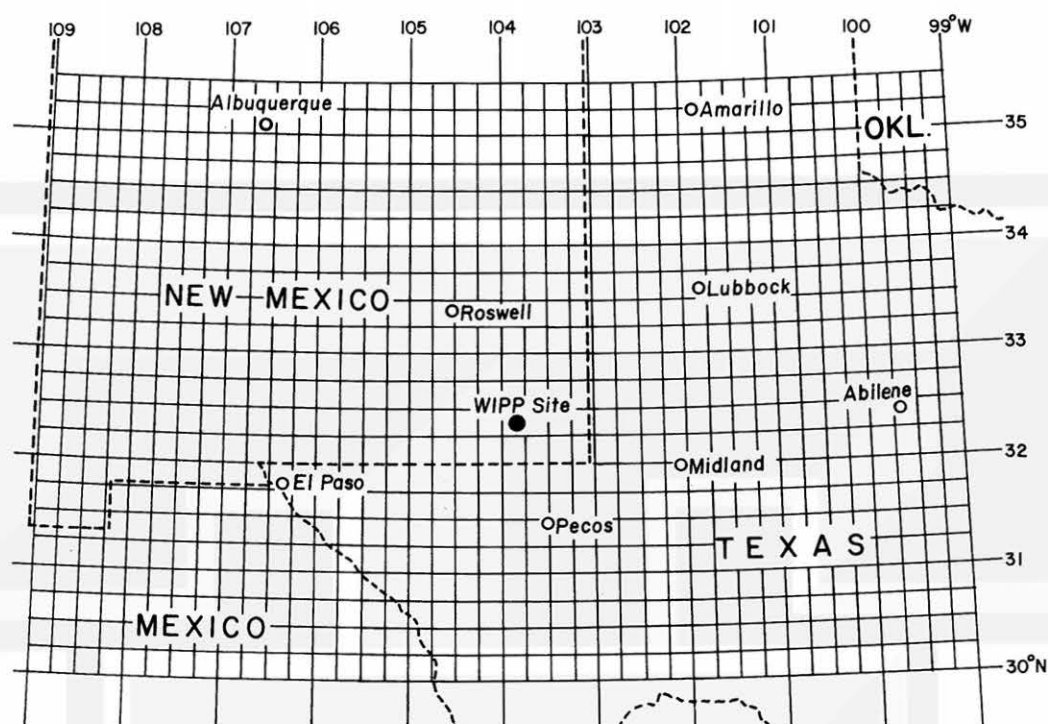 109 108 107 106 105 104 103 102 101 100 99°W
Albuquerque
Amarillo
OKL.
35
34
NEW MEXICO
Roswell
Lubbock
33
WIPP Site
Abilene
32
Midland
El Paso
Pecos
TEXAS
31
MEXICO
30°N